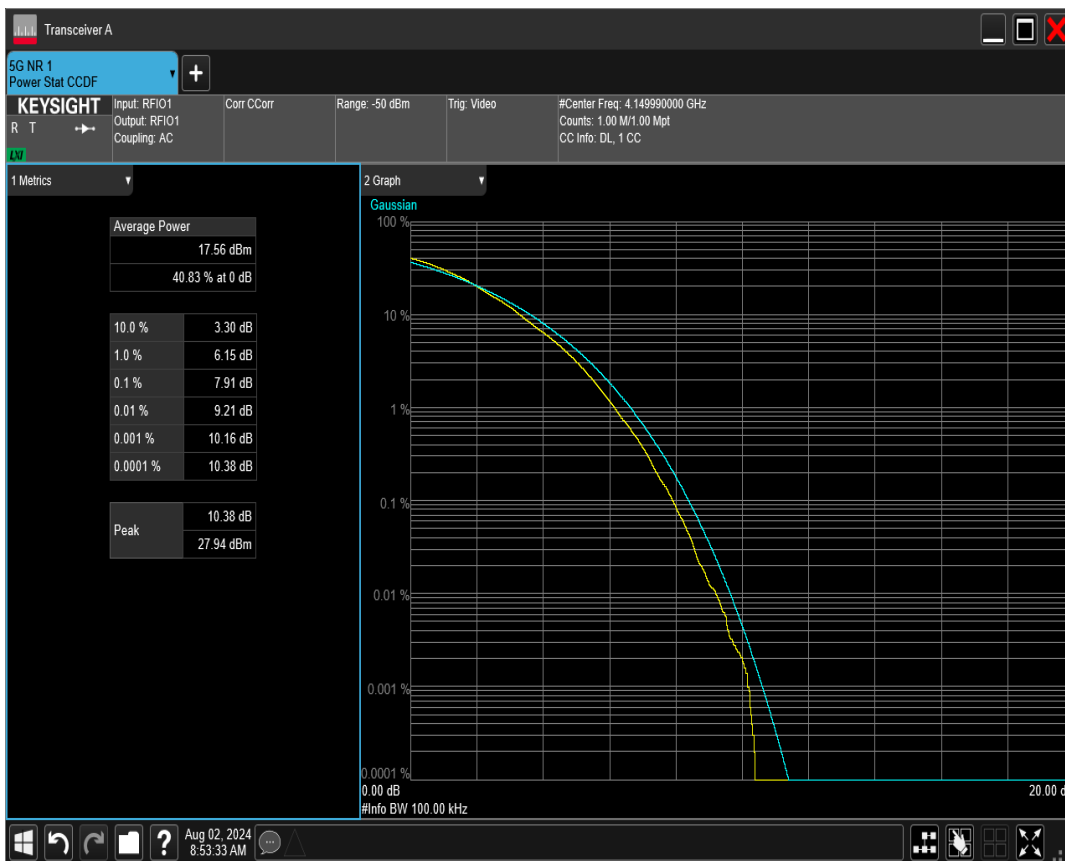 Transceiver A
5G NR 1
Power Stat CCDF
KEYSIGHT
R T
LXI
Input: RFIO1
Output: RFIO1
Coupling: AC
Corr CCorr
Range: -50 dBm
Trig: Video
#Center Freq: 4.149990000 GHz
Counts: 1.00 M/1.00 Mpt
CC Info: DL, 1 CC
1 Metrics
Average Power
17.56 dBm
40.83 % at 0 dB
10.0 % 3.30 dB
1.0 % 6.15 dB
0.1 % 7.91 dB
0.01 % 9.21 dB
0.001 % 10.16 dB
0.0001 % 10.38 dB
Peak
10.38 dB
27.94 dBm
2 Graph
Gaussian
100 %
10 %
1 %
0.1 %
0.01 %
0.001 %
0.0001 %
0.00 dB 20.00 d
#Info BW 100.00 kHz
Aug 02, 2024
8:53:33 AM